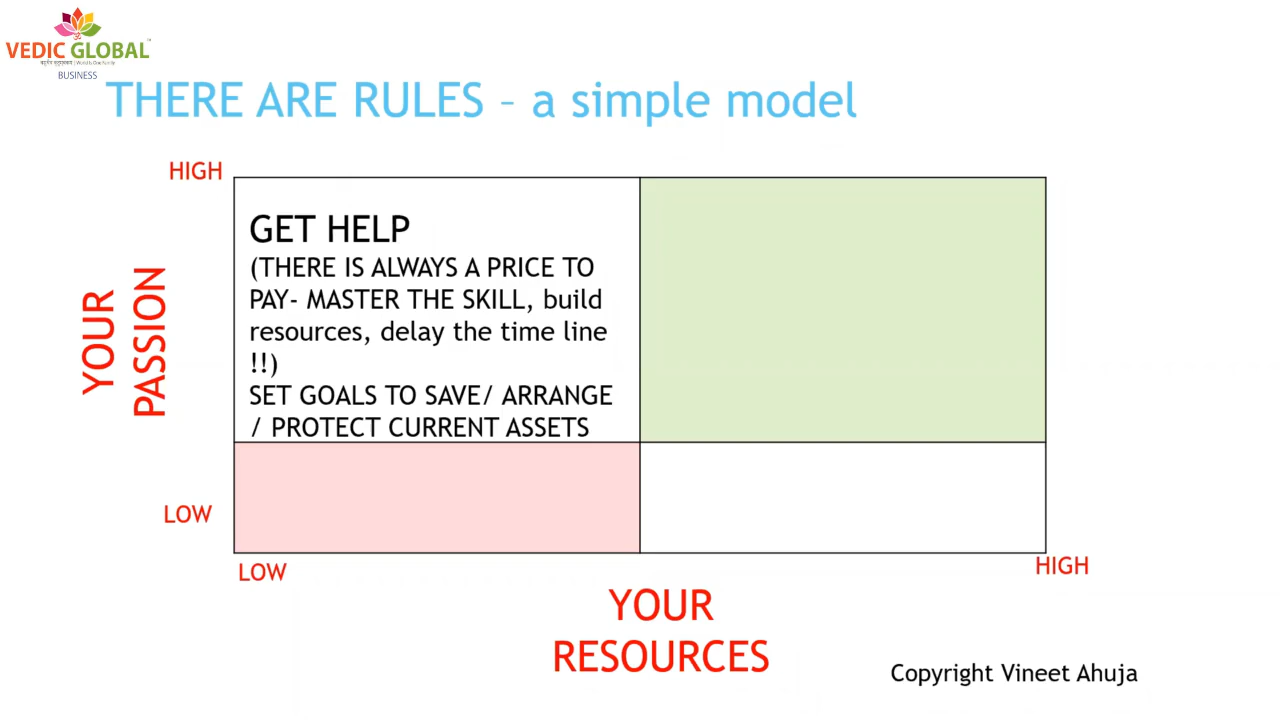 VEDIC GLOBAL
BUSINESS
THERE ARE RULES – a simple model
HIGH
GET HELP
(THERE IS ALWAYS A PRICE TO
PAY- MASTER THE SKILL, build
resources, delay the time line
!!)
SET GOALS TO SAVE/ ARRANGE
/ PROTECT CURRENT ASSETS
YOUR
PASSION
LOW
LOW
HIGH
YOUR
RESOURCES
Copyright Vineet Ahuja